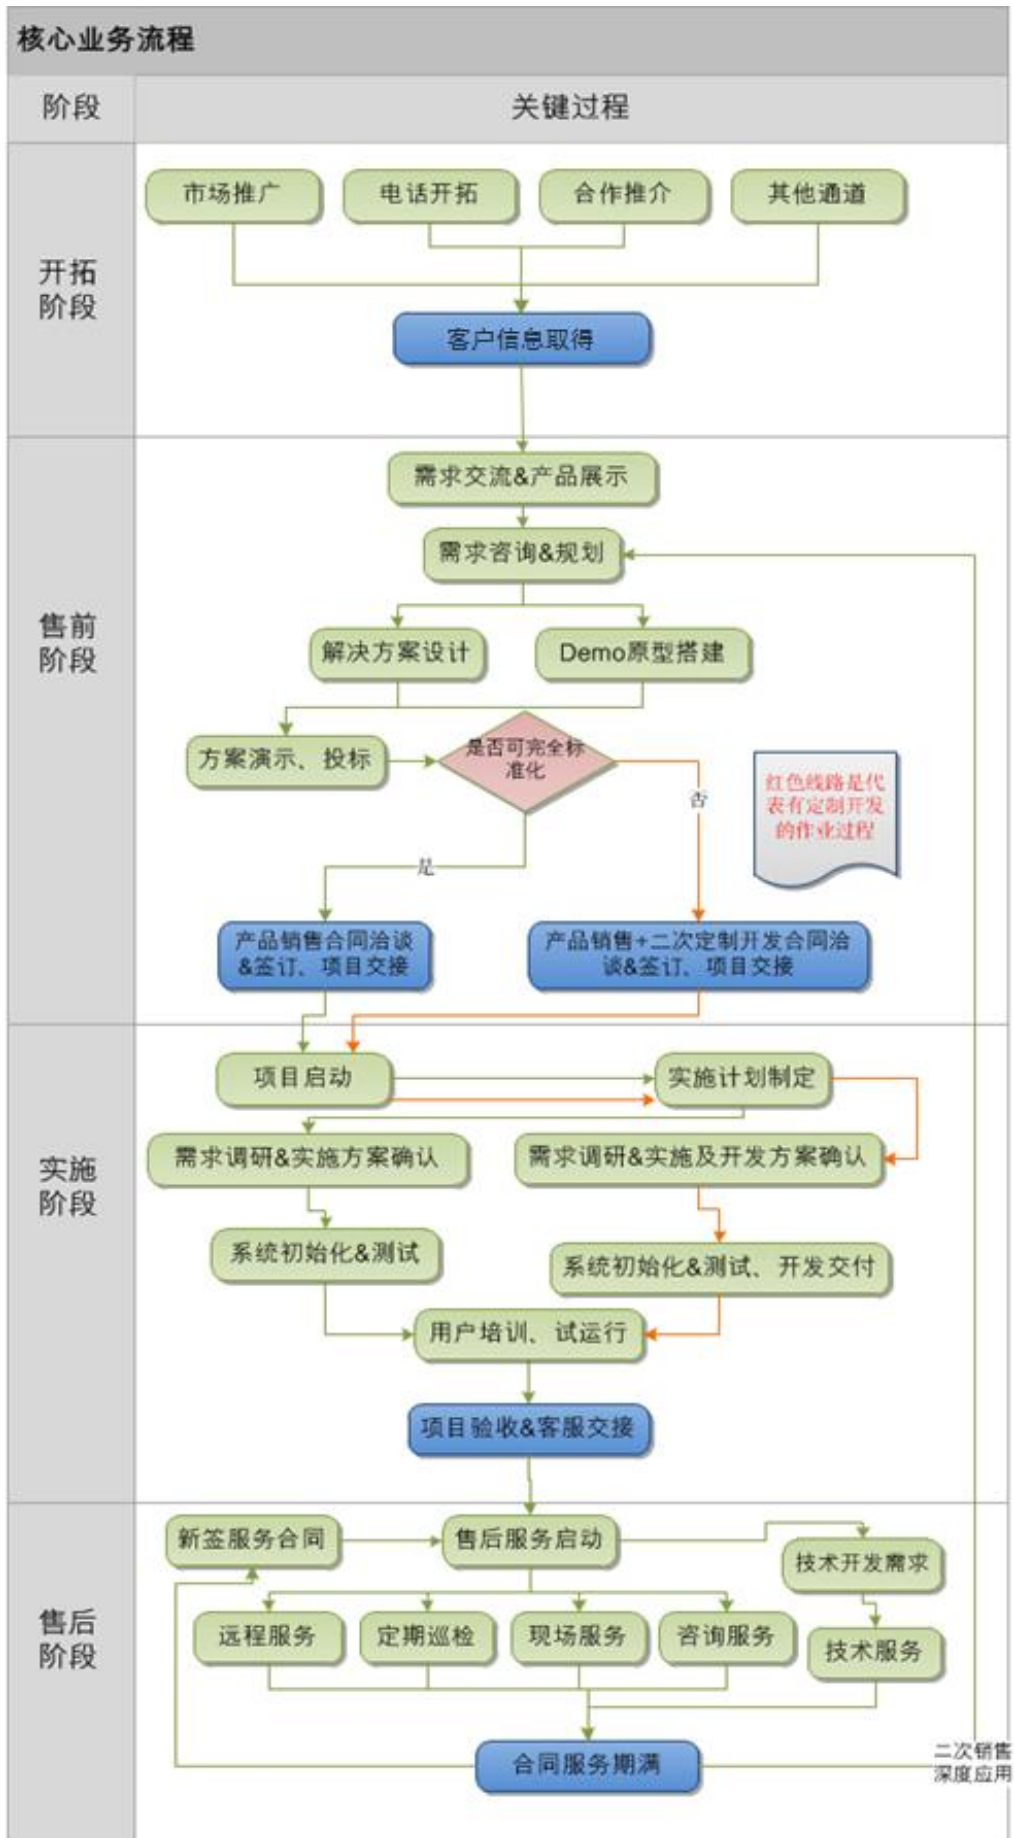 核心业务流程
阶段
关键过程
开拓
阶段
市场推广
电话开拓
合作推介
其他通道
客户信息取得
售前
阶段
需求交流&产品展示
需求咨询&规划
解决方案设计
Demo原型搭建
方案演示、投标
是否可完全标
准化
红色线路是代
表有定制开发
的作业过程
否
是
产品销售合同洽谈
&签订、项目交接
产品销售+二次定制开发合同洽
谈&签订、项目交接
实施
阶段
项目启动
实施计划制定
需求调研&实施方案确认
需求调研&实施及开发方案确认
系统初始化&测试
系统初始化&测试、开发交付
用户培训、试运行
项目验收&客服交接
售后
阶段
新签服务合同
售后服务启动
技术开发需求
远程服务
定期巡检
现场服务
咨询服务
技术服务
合同服务期满
二次销售
深度应用